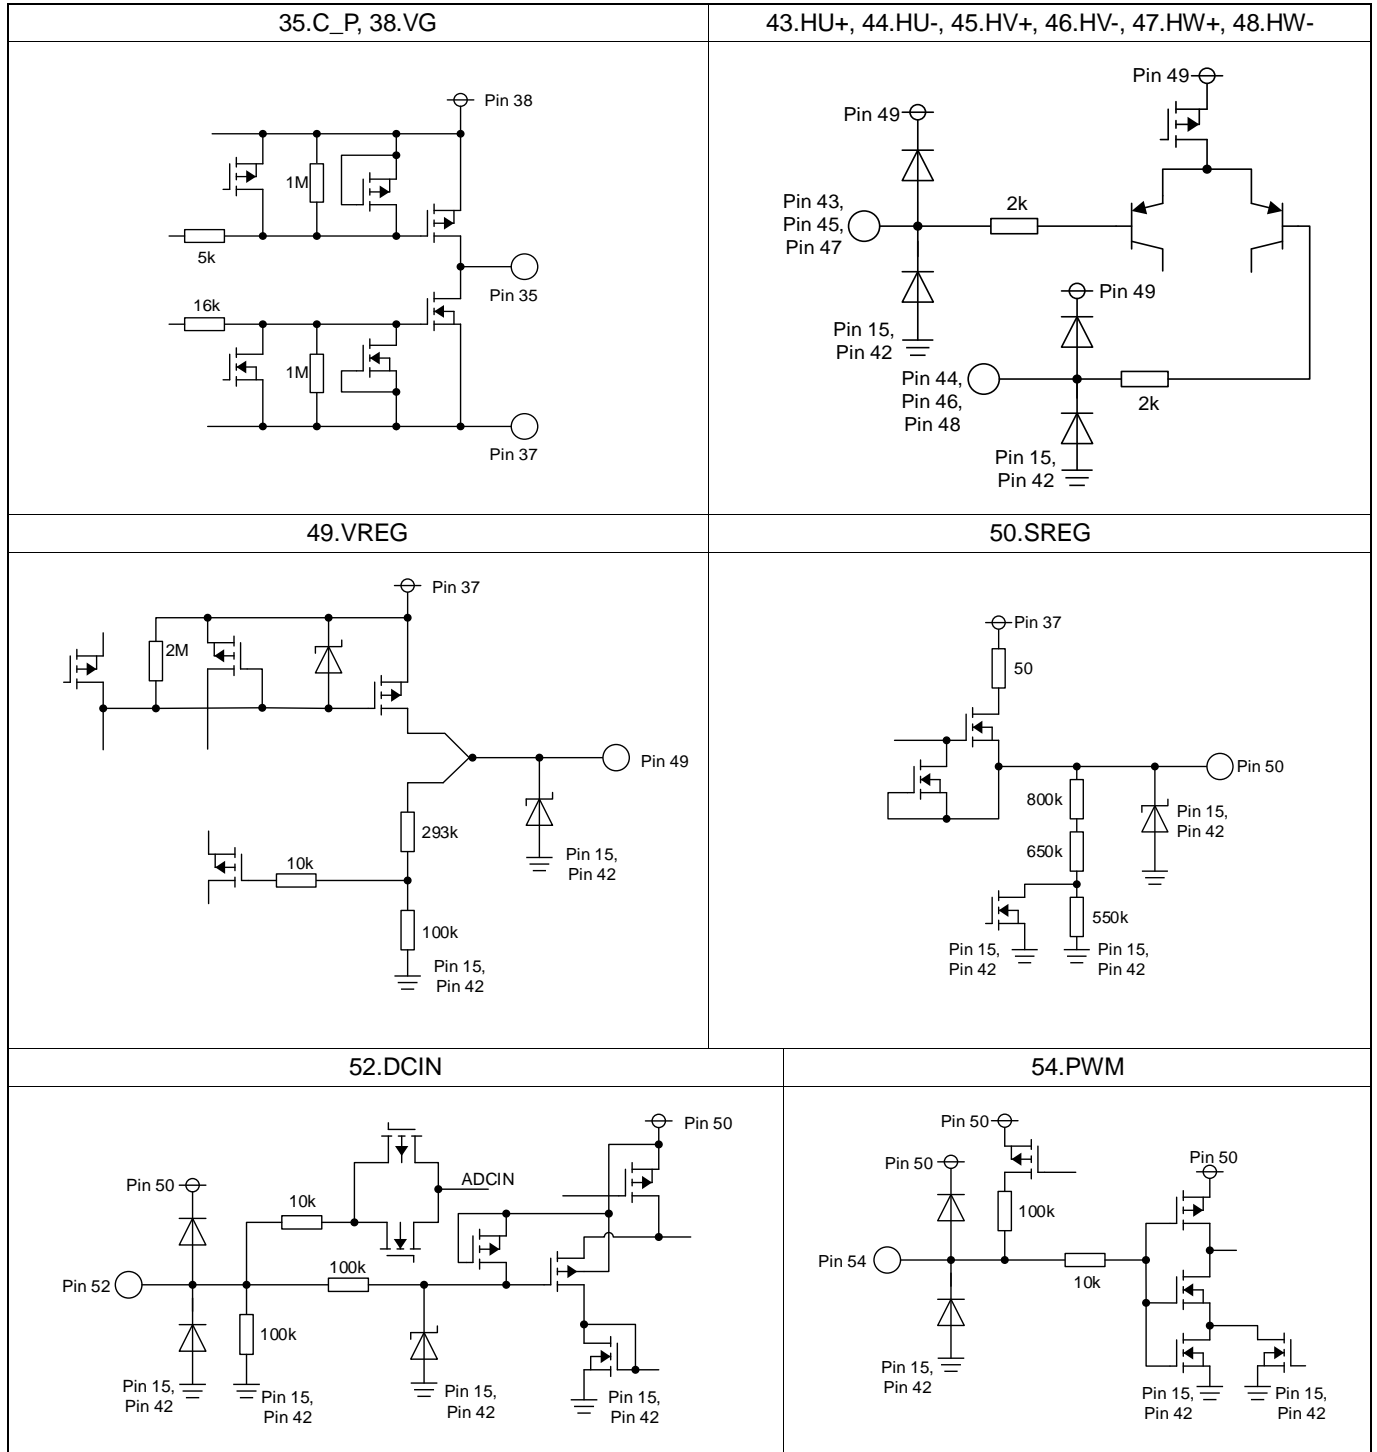 35.C_P, 38.VG
Pin 38
1M
5k
Pin 35
16k
1M
Pin 37
43.HU+, 44.HU-, 45.HV+, 46.HV-, 47.HW+, 48.HW-
Pin 49
Pin 49
Pin 43,
Pin 45,
Pin 47
2k
Pin 49
Pin 15,
Pin 42
Pin 44,
Pin 46,
Pin 48
2k
Pin 15,
Pin 42
49.VREG
Pin 37
2M
Pin 49
293k
Pin 15,
Pin 42
10k
100k
Pin 15,
Pin 42
50.SREG
Pin 37
50
Pin 50
800k
Pin 15,
Pin 42
650k
550k
Pin 15,
Pin 42
Pin 15,
Pin 42
52.DCIN
Pin 50
ADCIN
Pin 50
10k
100k
Pin 52
100k
Pin 15,
Pin 42
Pin 15,
Pin 42
Pin 15,
Pin 42
Pin 15,
Pin 42
54.PWM
Pin 50
Pin 50
Pin 50
100k
Pin 54
10k
Pin 15,
Pin 42
Pin 15,
Pin 42
Pin 15,
Pin 42